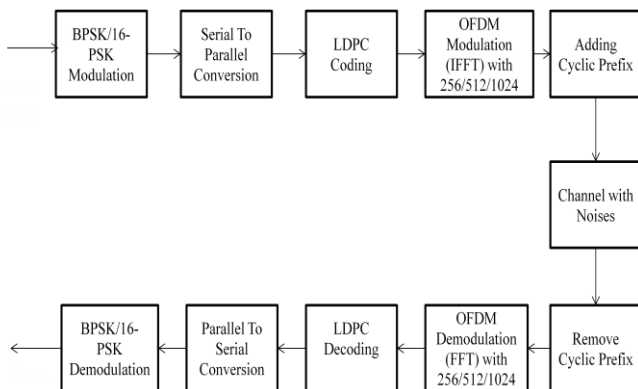 BPSK/16-
PSK
Modulation
Serial To
Parallel
Conversion
LDPC
Coding
OFDM
Modulation
(IFFT) with
256/512/1024
Adding
Cyclic Prefix
Channel with
Noises
BPSK/16-
PSK
Demodulation
Parallel To
Serial
Conversion
LDPC
Decoding
OFDM
Demodulation
(FFT) with
256/512/1024
Remove
Cyclic Prefix